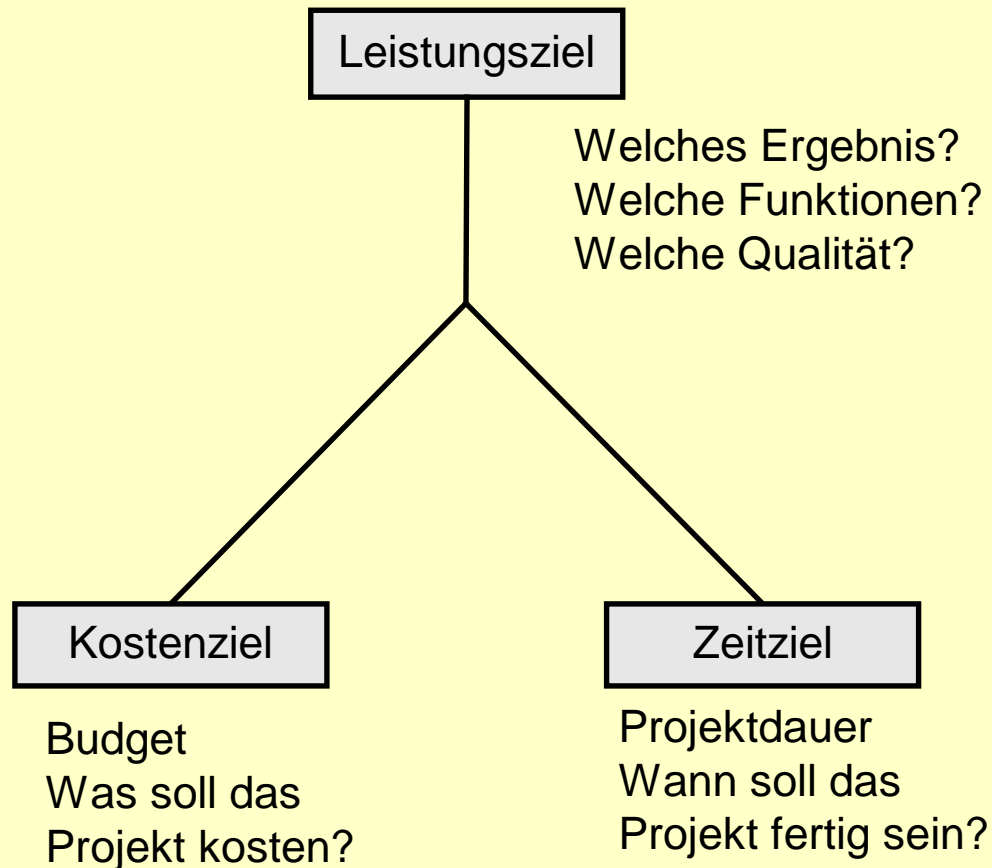 Leistungsziel
Welches Ergebnis?
Welche Funktionen?
Welche Qualität?
Kostenziel
Budget
Was soll das
Projekt kosten?
Zeitziel
Projektdauer
Wann soll das
Projekt fertig sein?